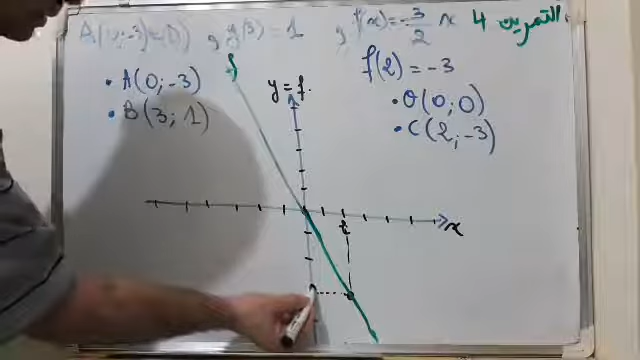 التمرين 4
f(x) = -3/2 x و g(3) = 1 و
f(2) = -3
• A(0; -3)
• B(3; 1)
• O(0; 0)
• C(2; -3)
f
y = f.
x
2